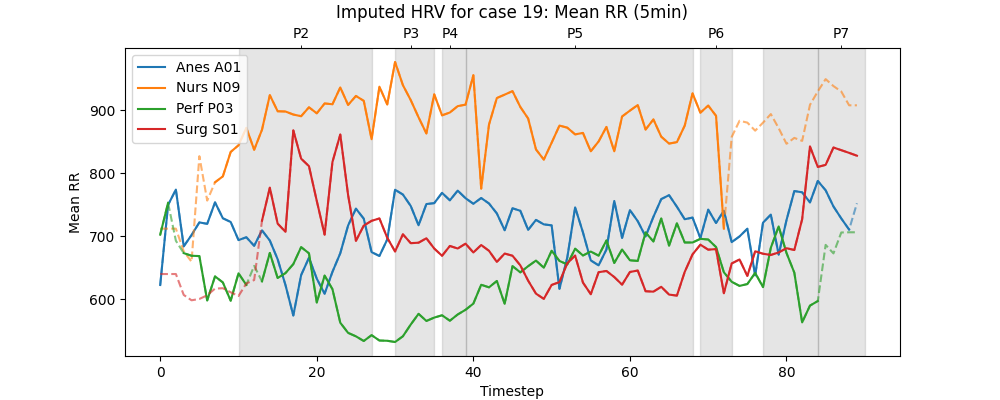 Imputed HRV for case 19: Mean RR (5min)
P2 P3 P4 P5 P6 P7
Anes A01
Nurs N09
Perf P03
Surg S01
900
800
700
600
Mean RR
0 20 40 60 80
Timestep